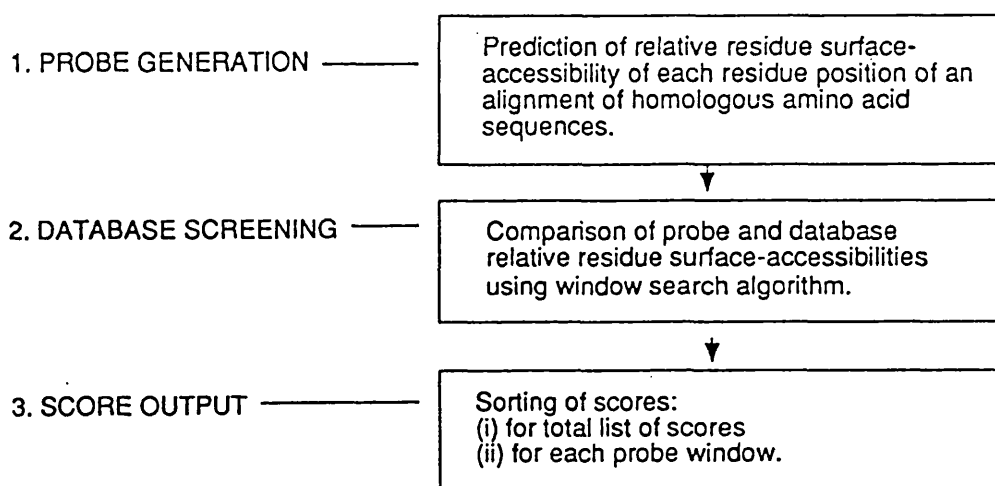 1. PROBE GENERATION
Prediction of relative residue surface-
accessibility of each residue position of an
alignment of homologous amino acid
sequences.
2. DATABASE SCREENING
Comparison of probe and database
relative residue surface-accessibilities
using window search algorithm.
3. SCORE OUTPUT
Sorting of scores:
(i) for total list of scores
(ii) for each probe window.